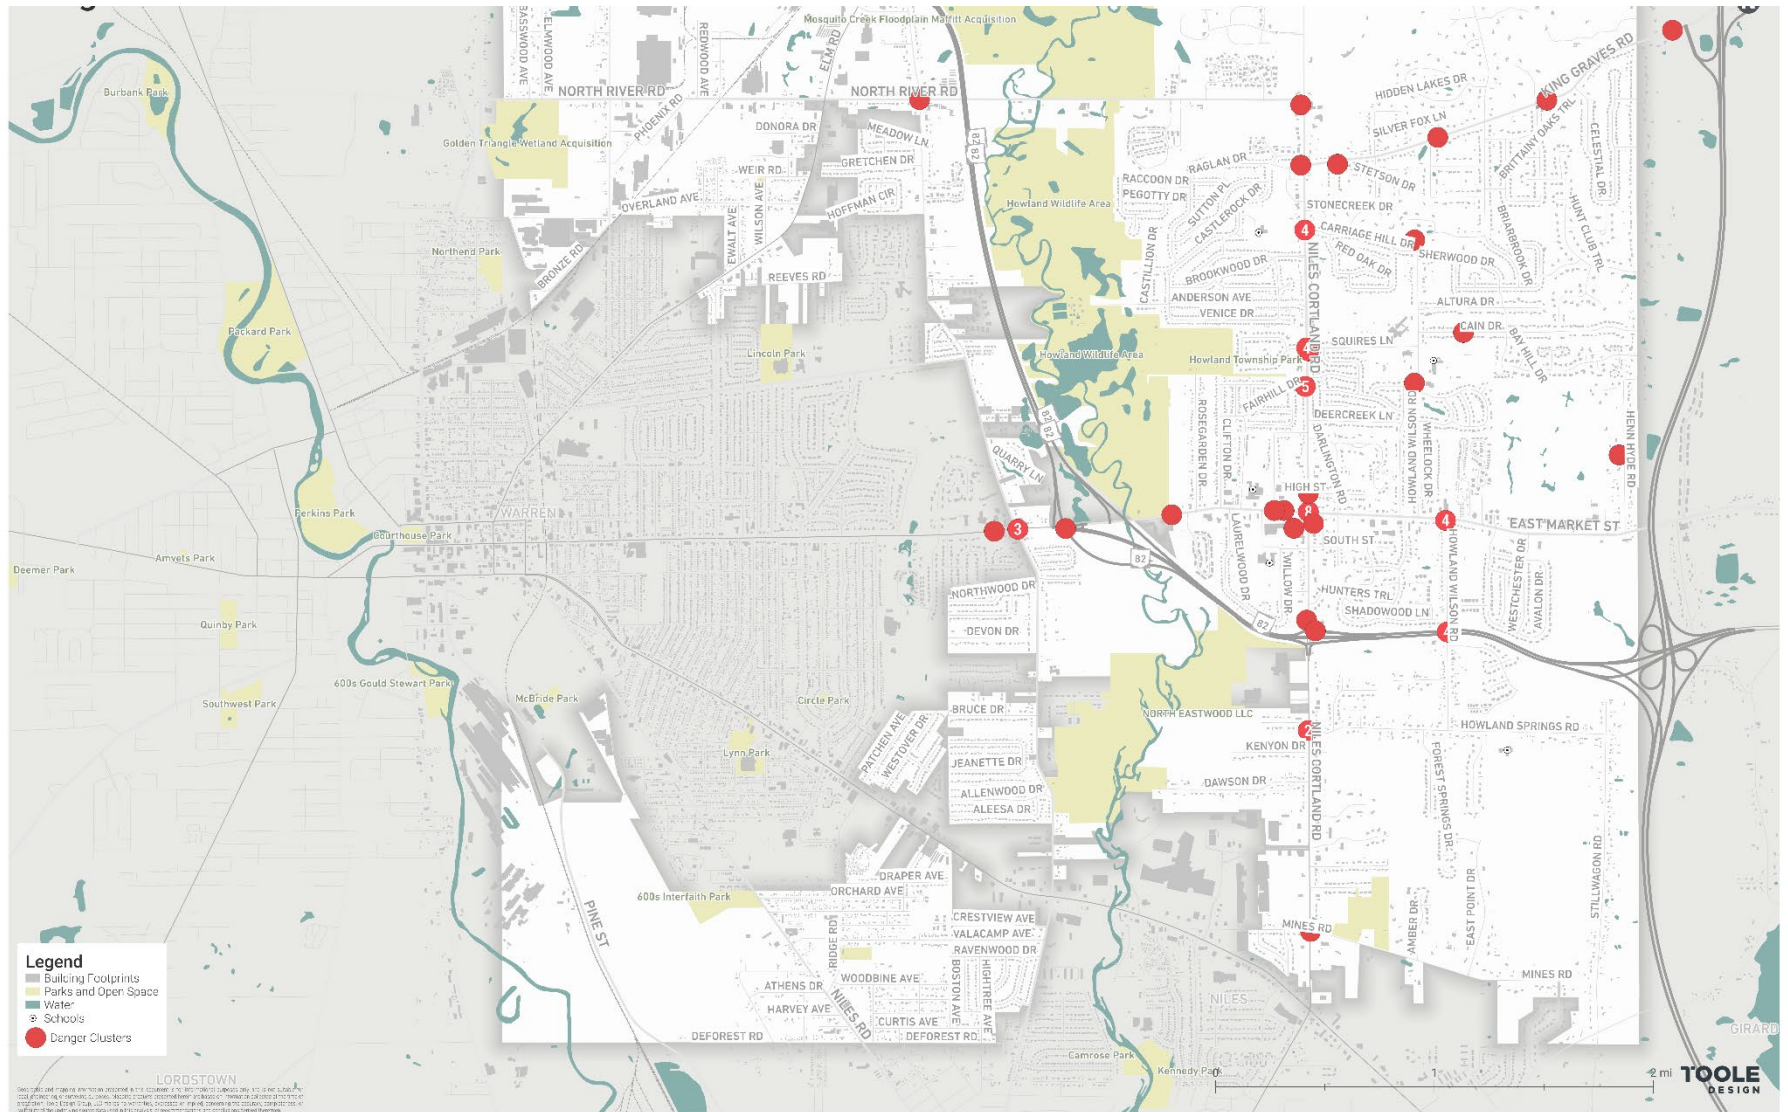 BASSWOOD AVE
ELMWOOD AVE
REDWOOD AVE
ELM RD
Mosquito Creek Floodplain Maffitt Acquisition
KING GRAVES RD
HIDDEN LAKES DR
Burbank Park
NORTH RIVER RD
NORTH RIVER RD
PHOENIX RD
DONORA DR
MEADOW LN
82
82
SILVER FOX LN
BRITTAINY OAKS TRL
CELESTIAL DR
Golden Triangle Wetland Acquisition
GRETCHEN DR
WEIR RD
RAGLAN DR
STETSON DR
RACCOON DR
PEGOTTY DR
SUTTON PL
CASTLEROCK DR
OVERLAND AVE
WILSON AVE
EWALT AVE
HOFFMAN CIR
Howland Wildlife Area
STONECREEK DR
HUNT CLUB TRL
BRIARBROOK DR
4
CARRIAGE HILL DR
RED OAK DR
SHERWOOD DR
Northend Park
BRONZE RD
REEVES RD
CASTILLION DR
BROOKWOOD DR
NILES CORTLAND RD
ANDERSON AVE
VENICE DR
ALTURA DR
Packard Park
CAIN DR
BAY HILL DR
Lincoln Park
Howland Wildlife Area
Howland Township Park
4
SQUIRES LN
FAIRHILL DR
5
DEERCREEK LN
82
82
ROSEGARDEN DR
CLIFTON DR
DARLINGTON RD
HOWLAND WILSON RD
WHEELOCK DR
HENN HYDE RD
QUARRY LN
HIGH ST
WARREN
Perkins Park
Courthouse Park
3
8
4
EAST MARKET ST
SOUTH ST
Amvets Park
Deemer Park
82
LAURELWOOD DR
WILLOW DR
HOWLAND WILSON RD
WESTCHESTER DR
AVALON DR
NORTHWOOD DR
HUNTERS TRL
SHADOWOOD LN
Quinby Park
DEVON DR
82
4
600s Gould Stewart Park
Southwest Park
McBride Park
Circle Park
BRUCE DR
NORTH EASTWOOD LLC
PATCHEN AVE
WESTOVER DR
2
NILES CORTLAND RD
HOWLAND SPRINGS RD
KENYON DR
Lynn Park
JEANETTE DR
DAWSON DR
FOREST SPRINGS DR
ALLENWOOD DR
ALEESA DR
STILLWAGON RD
DRAPER AVE
ORCHARD AVE
600s Interfaith Park
PINE ST
CRESTVIEW AVE
VALACAMP AVE
RAVENWOOD DR
MINES RD
AMBER DR
EAST POINT DR
RIDGE RD
BOSTON AVE
HIGHTREE AVE
WOODBINE AVE
MINES RD
ATHENS DR
HARVEY AVE
NILES RD
CURTIS AVE
DEFOREST RD
DEFOREST RD
NILES
GIRARD
Camrose Park
Kennedy Park
LORDSTOWN
Legend
Building Footprints
Parks and Open Space
Water
Schools
Danger Clusters
0
1
2 mi
TOOLE
DESIGN